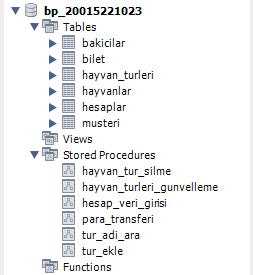 bp_20015221023
Tables
bakicilar
bilet
hayvan_turleri
hayvanlar
hesaplar
musteri
Views
Stored Procedures
hayvan_tur_silme
hayvan_turleri_gunvelleme
hesap_veri_girisi
para_transferi
tur_adi_ara
tur_ekle
Functions